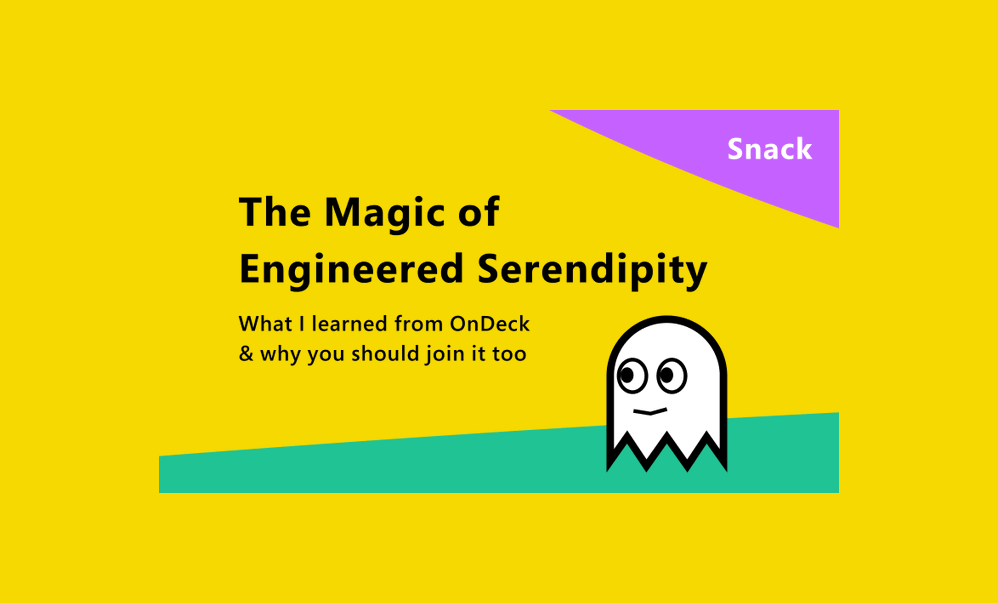 Snack
The Magic of
Engineered Serendipity
What I learned from OnDeck
& why you should join it too